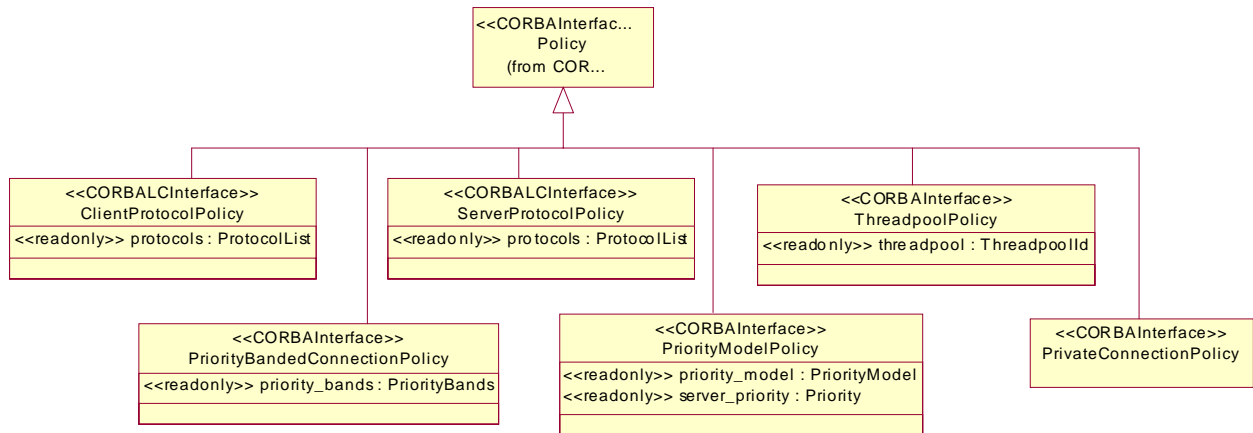 <<CORBAInterfac...
Policy
(from COR...
<<CORBALCInterface>>
ClientProtocolPolicy
<<readonly>> protocols : ProtocolList
<<CORBALCInterface>>
ServerProtocolPolicy
<<readonly>> protocols : ProtocolList
<<CORBAInterface>>
ThreadpoolPolicy
<<readonly>> threadpool : ThreadpoolId
<<CORBAInterface>>
PriorityBandedConnectionPolicy
<<readonly>> priority_bands : PriorityBands
<<CORBAInterface>>
PriorityModelPolicy
<<readonly>> priority_model : PriorityModel
<<readonly>> server_priority : Priority
<<CORBAInterface>>
PrivateConnectionPolicy